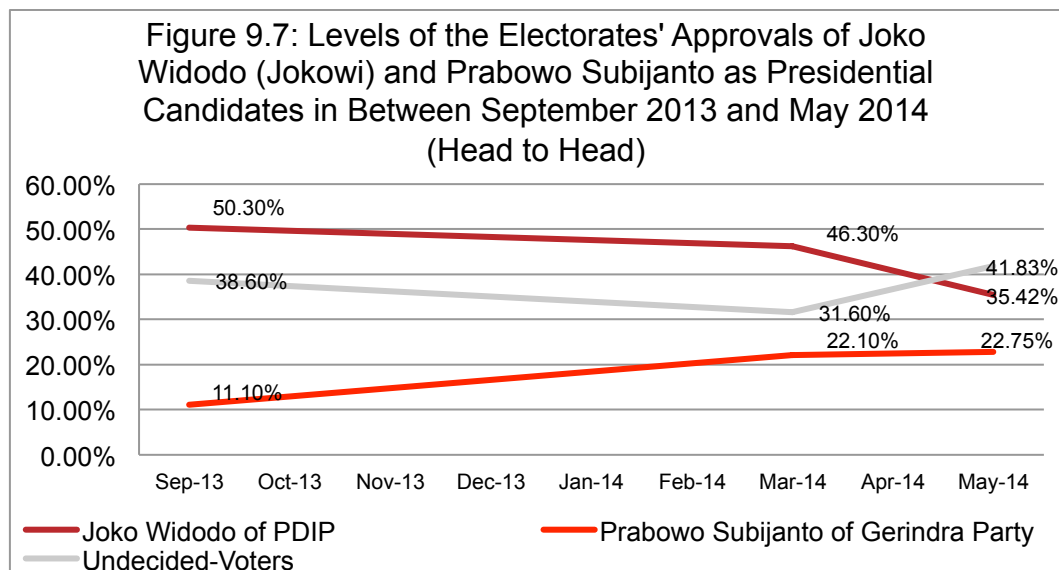 Figure 9.7: Levels of the Electorates' Approvals of Joko
Widodo (Jokowi) and Prabowo Subijanto as Presidential
Candidates in Between September 2013 and May 2014
(Head to Head)
60.00%
50.00%
40.00%
30.00%
20.00%
10.00%
0.00%
50.30%
46.30%
38.60%
41.83%
35.42%
31.60%
22.10%
22.75%
11.10%
Sep-13 Oct-13 Nov-13 Dec-13 Jan-14 Feb-14 Mar-14 Apr-14 May-14
Joko Widodo of PDIP
Prabowo Subijanto of Gerindra Party
Undecided-Voters